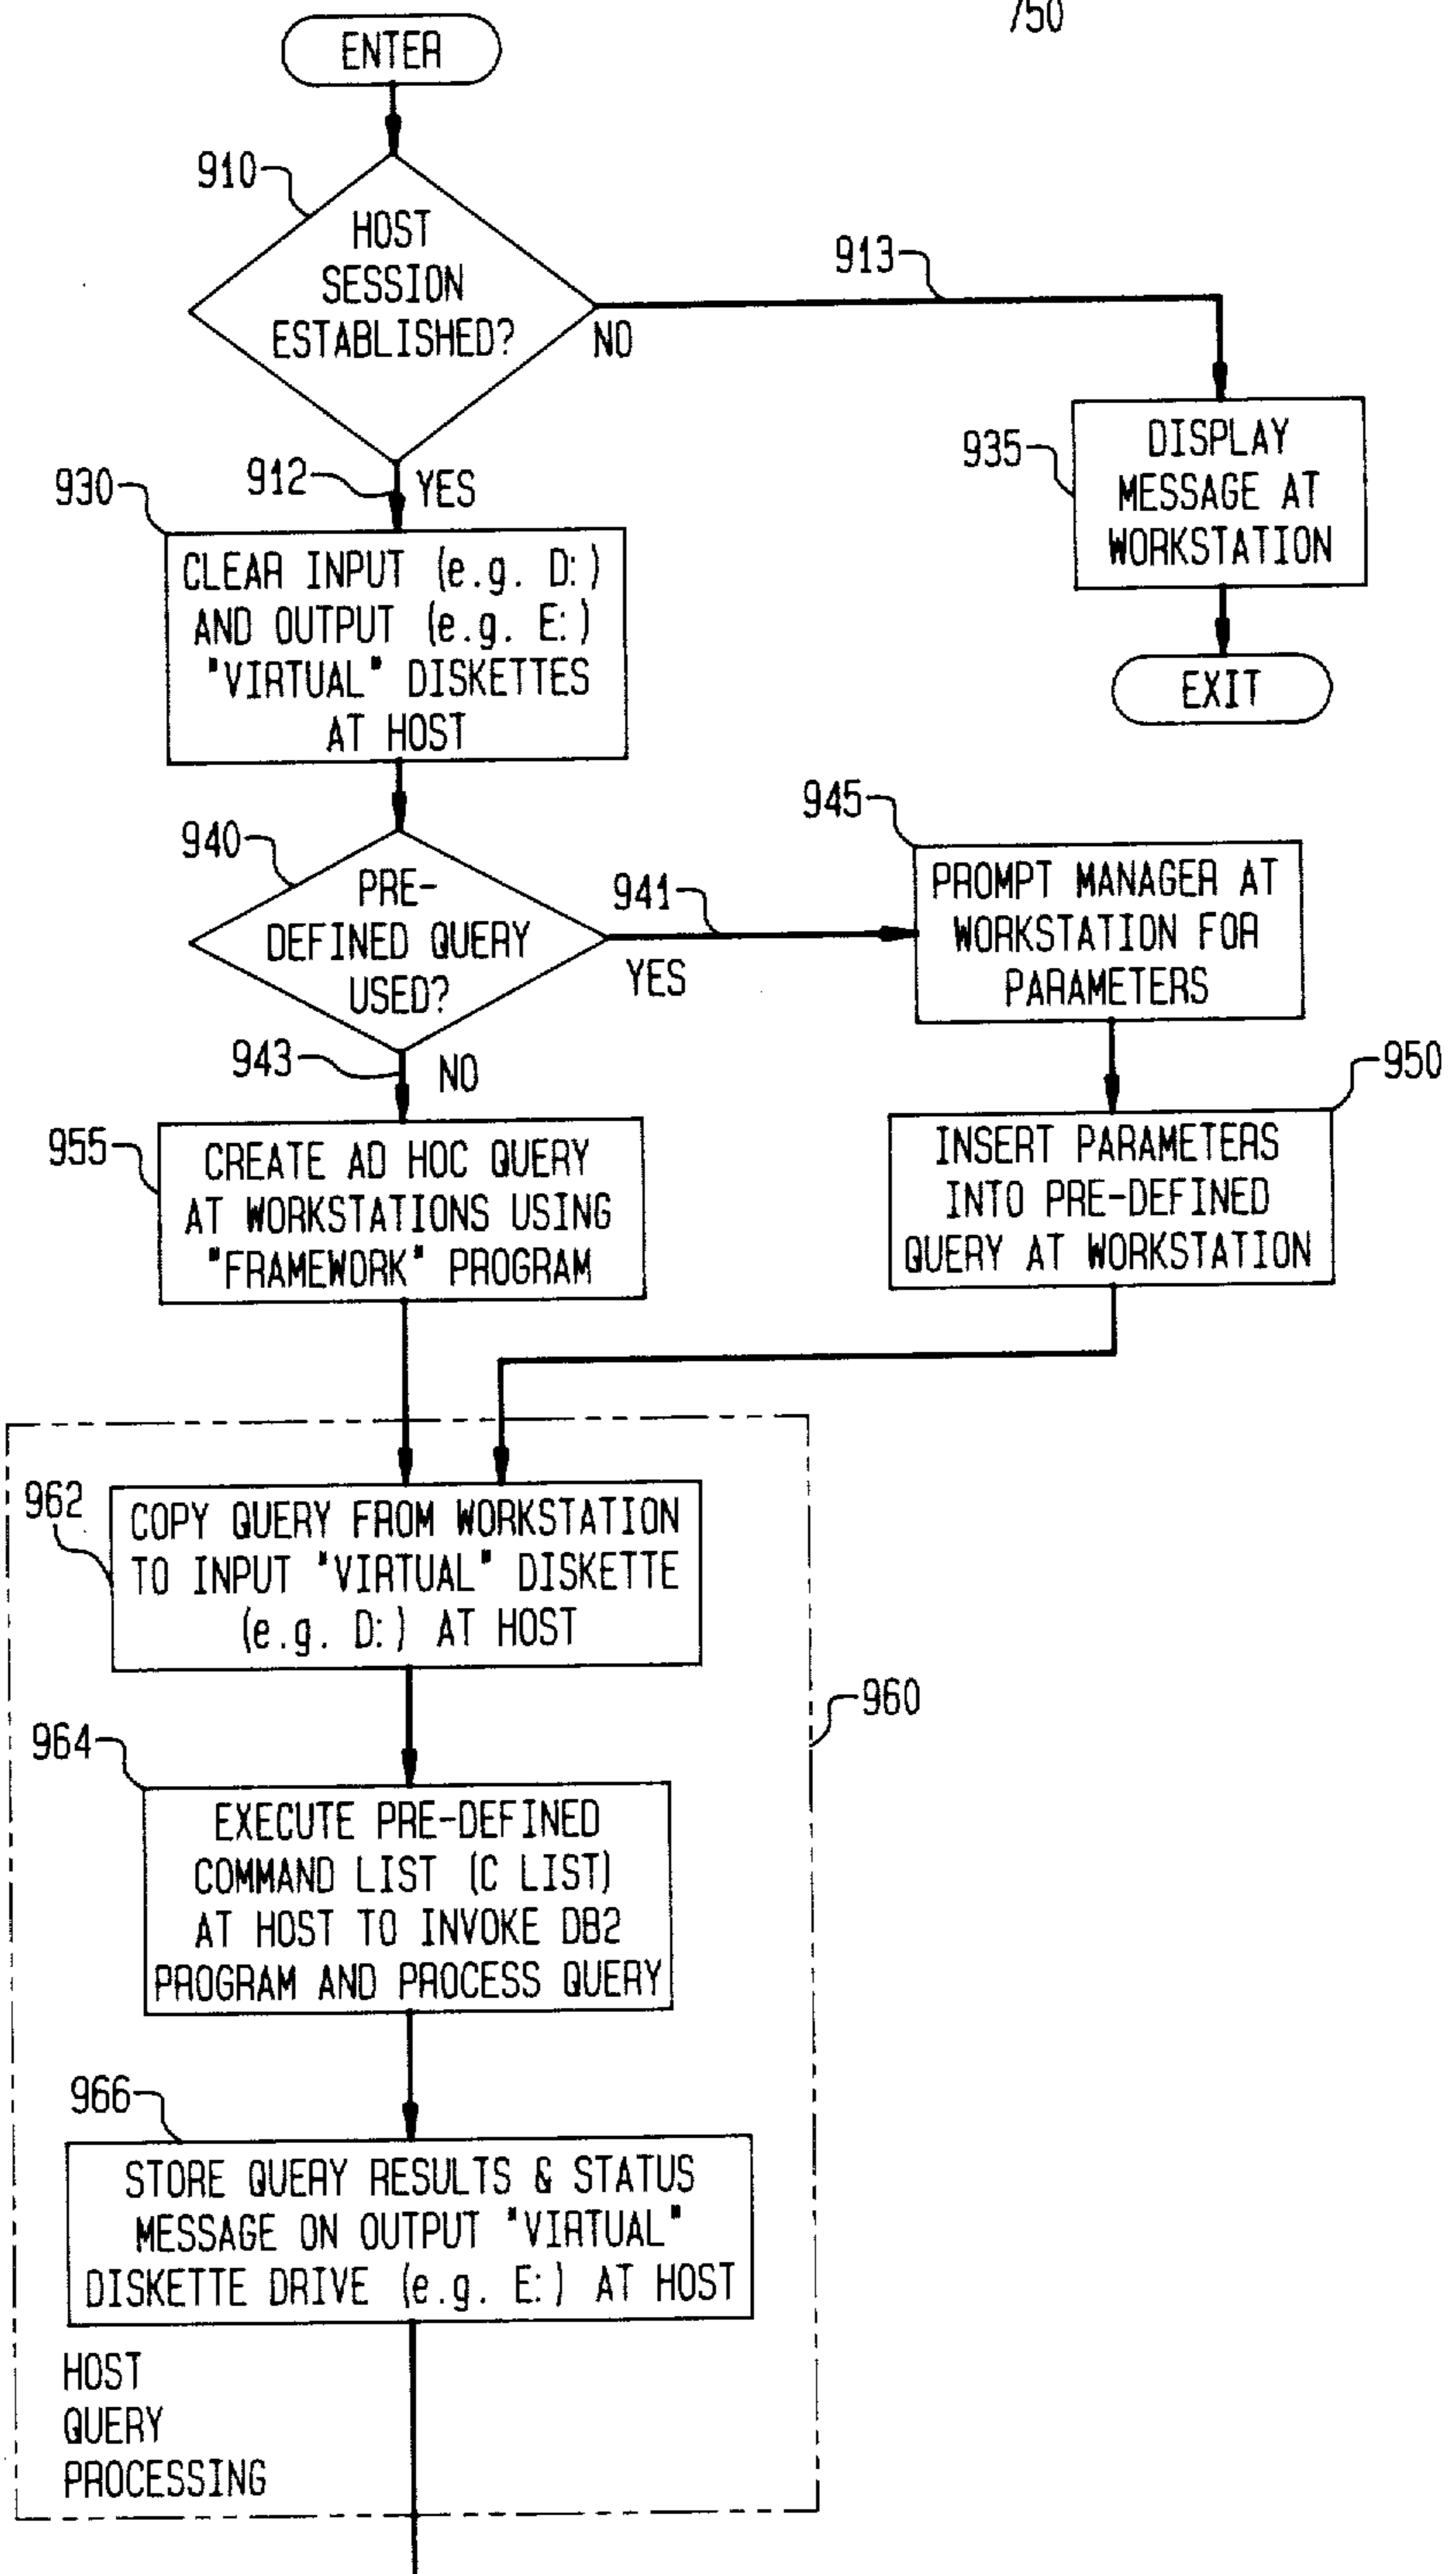 750
ENTER
910
HOST
SESSION
ESTABLISHED?
913
NO
935
DISPLAY
MESSAGE AT
WORKSTATION
EXIT
912
YES
930
CLEAR INPUT (e.g. D:)
AND OUTPUT (e.g. E:)
"VIRTUAL" DISKETTES
AT HOST
940
PRE-
DEFINED QUERY
USED?
941
YES
945
PROMPT MANAGER AT
WORKSTATION FOR
PARAMETERS
950
INSERT PARAMETERS
INTO PRE-DEFINED
QUERY AT WORKSTATION
943
NO
955
CREATE AD HOC QUERY
AT WORKSTATIONS USING
"FRAMEWORK" PROGRAM
962
COPY QUERY FROM WORKSTATION
TO INPUT "VIRTUAL" DISKETTE
(e.g. D:) AT HOST
960
964
EXECUTE PRE-DEFINED
COMMAND LIST (C LIST)
AT HOST TO INVOKE DB2
PROGRAM AND PROCESS QUERY
966
STORE QUERY RESULTS & STATUS
MESSAGE ON OUTPUT "VIRTUAL"
DISKETTE DRIVE (e.g. E:) AT HOST
HOST
QUERY
PROCESSING